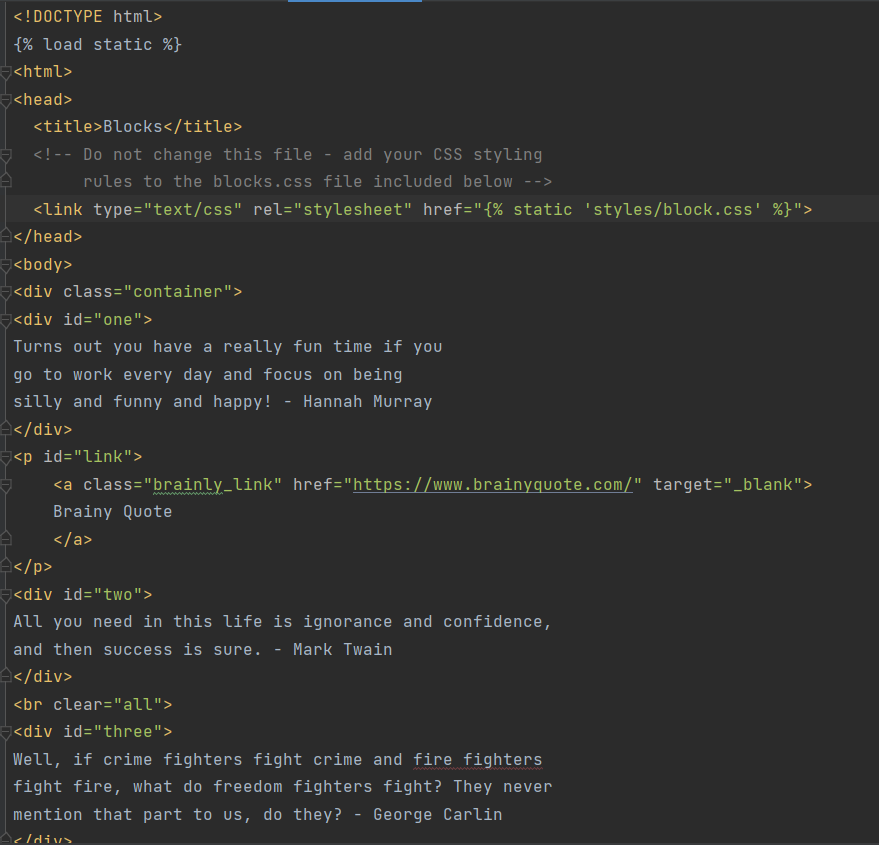 <!DOCTYPE html>
{% load static %}
<html>
<head>
  <title>Blocks</title>
  <!-- Do not change this file - add your CSS styling
       rules to the blocks.css file included below -->
  <link type="text/css" rel="stylesheet" href="{% static 'styles/block.css' %}">
</head>
<body>
<div class="container">
<div id="one">
Turns out you have a really fun time if you
go to work every day and focus on being
silly and funny and happy! - Hannah Murray
</div>
<p id="link">
    <a class="brainly_link" href="https://www.brainyquote.com/" target="_blank">
    Brainy Quote
    </a>
</p>
<div id="two">
All you need in this life is ignorance and confidence,
and then success is sure. - Mark Twain
</div>
<br clear="all">
<div id="three">
Well, if crime fighters fight crime and fire fighters
fight fire, what do freedom fighters fight? They never
mention that part to us, do they? - George Carlin
</div>